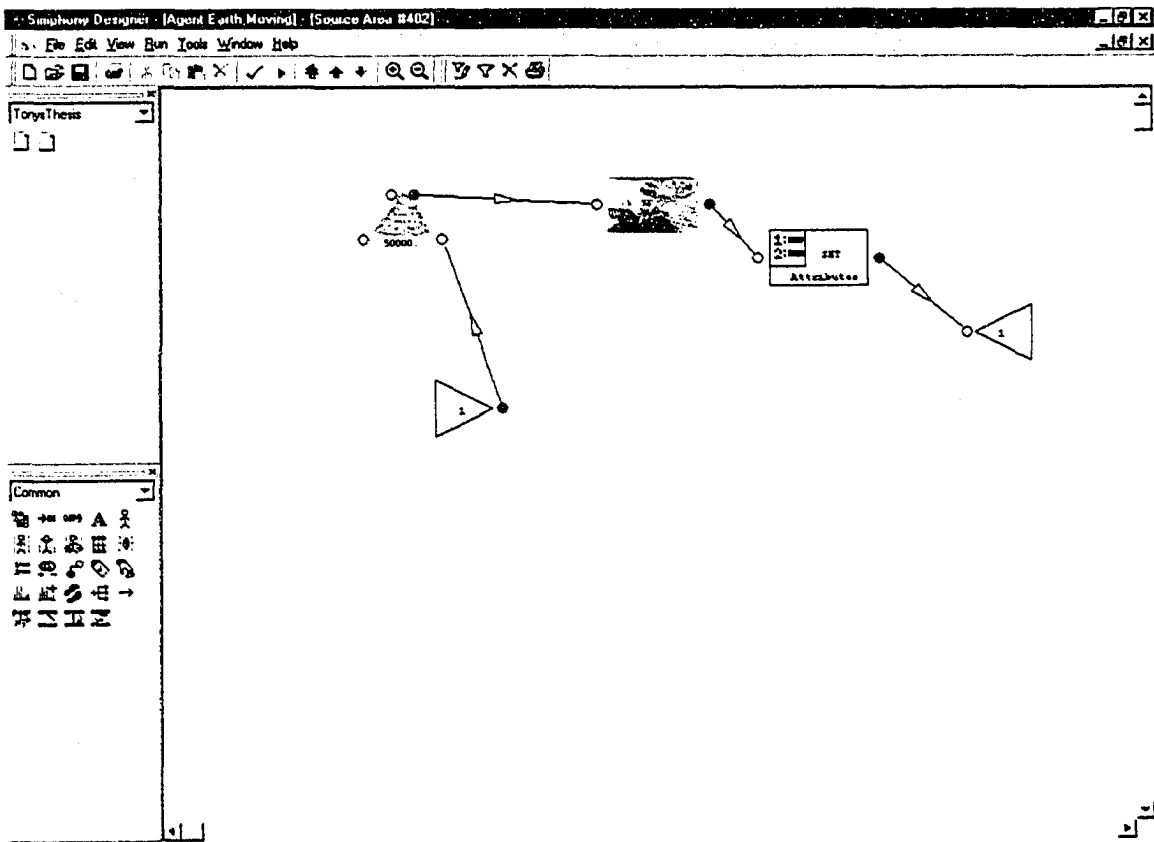 Simphony Designer - [Agent Earth,Moving] - [Source Area #402]
File Edit View Run Tools Window Help
TonysThesis
50000.
1:
2:
SET
Attributes
1
1
Common
A